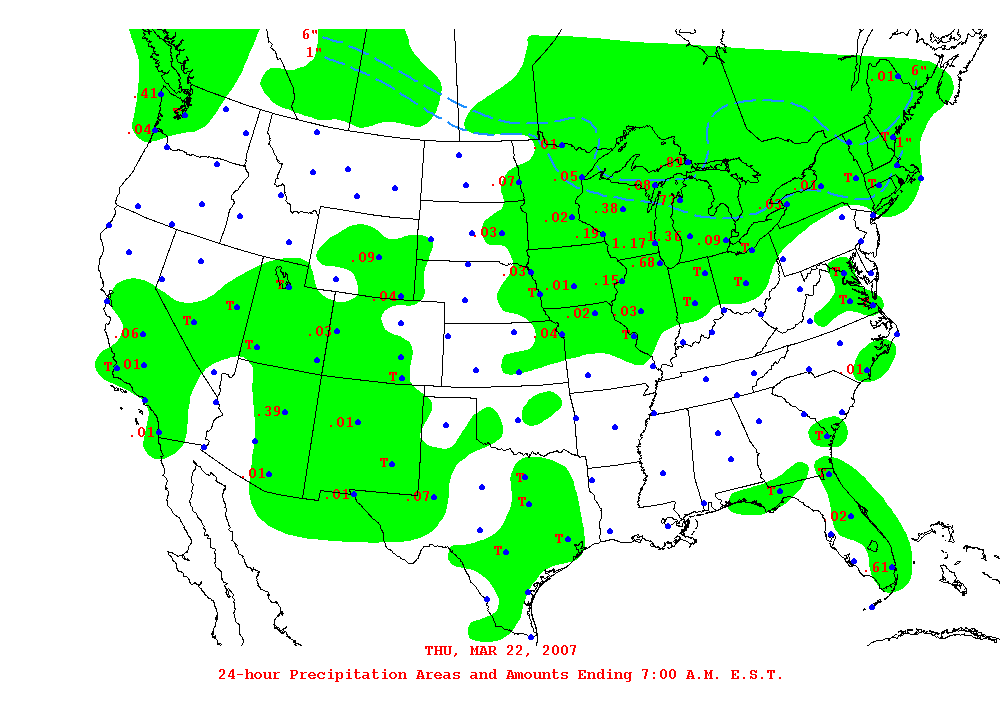 6"
1"
6"
.01
.41
.04
T
1"
.01
.89
.05
.08
.77
T
T
.01
.07
.03
.02
.38
.03
.19
1.17
1.36
.09
T
.09
.03
.68
T
T
T
T
.04
T
.01
.15
T
T
T
.02
.03
.06
.03
.04
T
T
T
.01
T
.01
.39
.01
.01
T
T
.01
T
T
T
.01
.07
T
.02
T
T
.61
THU, MAR 22, 2007
24-hour Precipitation Areas and Amounts Ending 7:00 A.M. E.S.T.